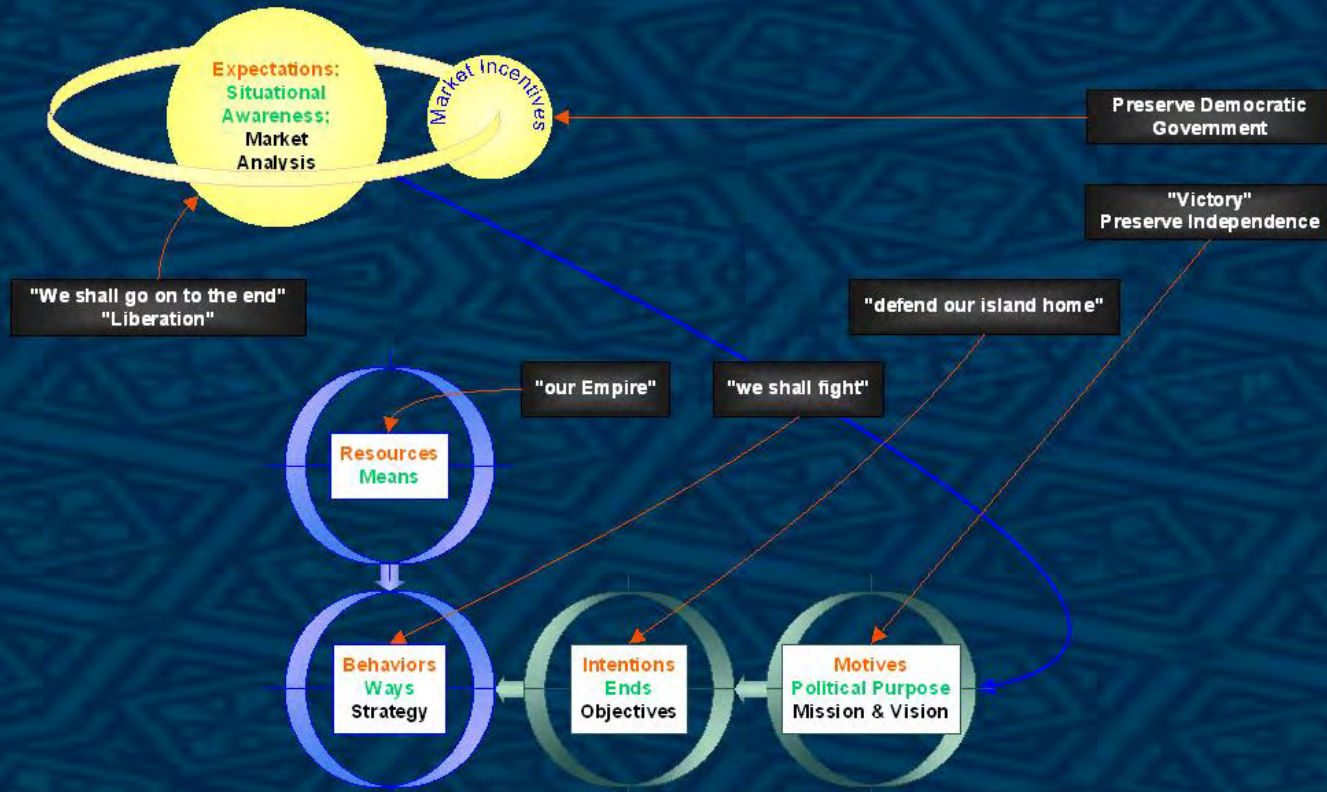 Expectations:
Situational
Awareness:
Market
Analysis
Market Incentives
Preserve Democratic
Government
"Victory"
Preserve Independence
"We shall go on to the end"
"Liberation"
"defend our island home"
"our Empire"
"we shall fight"
Resources
Means
Behaviors
Ways
Strategy
Intentions
Ends
Objectives
Motives
Political Purpose
Mission & Vision